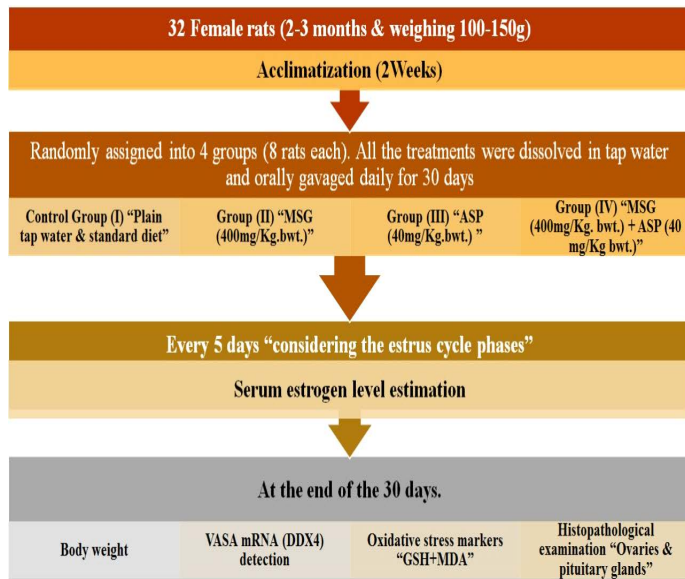 32 Female rats (2-3 months & weighing 100-150g)
Acclimatization (2Weeks)
Randomly assigned into 4 groups (8 rats each). All the treatments were dissolved in tap water
and orally gavaged daily for 30 days
Control Group (I) “Plain
tap water & standard diet”
Group (II) “MSG
(400mg/Kg.bwt.)”
Group (III) “ASP
(40mg/Kg.bwt.) ”
Group (IV) “MSG
(400mg/Kg. bwt.) + ASP (40
mg/Kg bwt.)”
Every 5 days “considering the estrus cycle phases”
Serum estrogen level estimation
At the end of the 30 days.
Body weight
VASA mRNA (DDX4)
detection
Oxidative stress markers
“GSH+MDA”
Histopathological
examination “Ovaries &
pituitary glands”